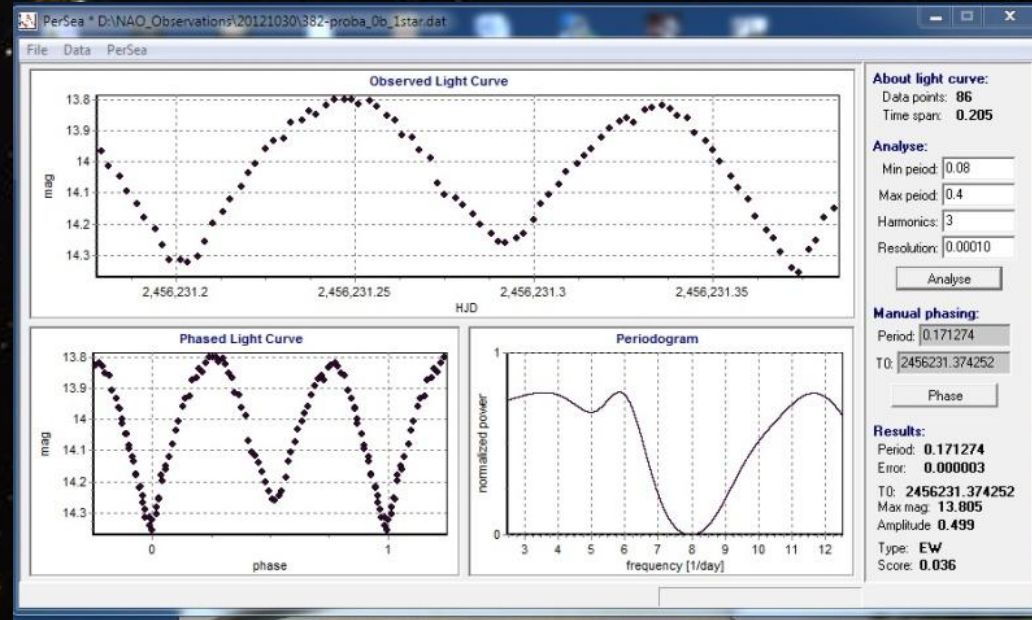 PerSea * D:\NAO_Observations\20121030\382-proba_0b_1star.dat
File Data PerSea
Observed Light Curve
13.8
13.9
14
14.1
14.2
14.3
mag
2,456,231.2 2,456,231.25 2,456,231.3 2,456,231.35
HJD
Phased Light Curve
13.8
13.9
14
14.1
14.2
14.3
mag
0 1
phase
Periodogram
1
0
normalized power
3 4 5 6 7 8 9 10 11 12
frequency [1/day]
About light curve:
Data points: 86
Time span: 0.205
Analyse:
Min peiod: 0.08
Max peiod: 0.4
Harmonics: 3
Resolution: 0.00010
Analyse
Manual phasing:
Period: 0.171274
T0: 2456231.374252
Phase
Results:
Period: 0.171274
Error: 0.000003
T0: 2456231.374252
Max mag: 13.805
Amplitude 0.499
Type: EW
Score: 0.036